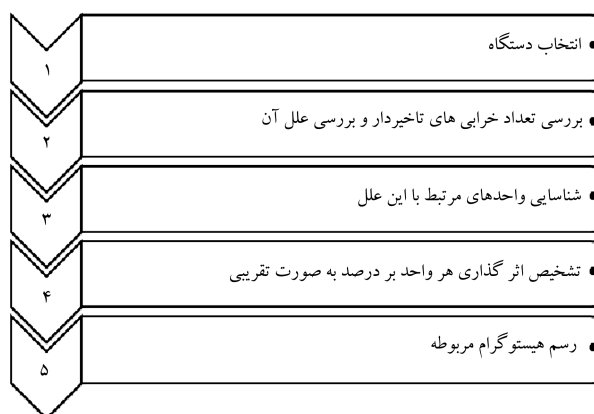 • انتخاب دستگاه
۱
• بررسی تعداد خرابی های تاخیردار و بررسی علل آن
۲
• شناسایی واحدهای مرتبط با این علل
۳
• تشخیص اثر گذاری هر واحد بر درصد به صورت تقریبی
۴
• رسم هیستوگرام مربوطه
۵